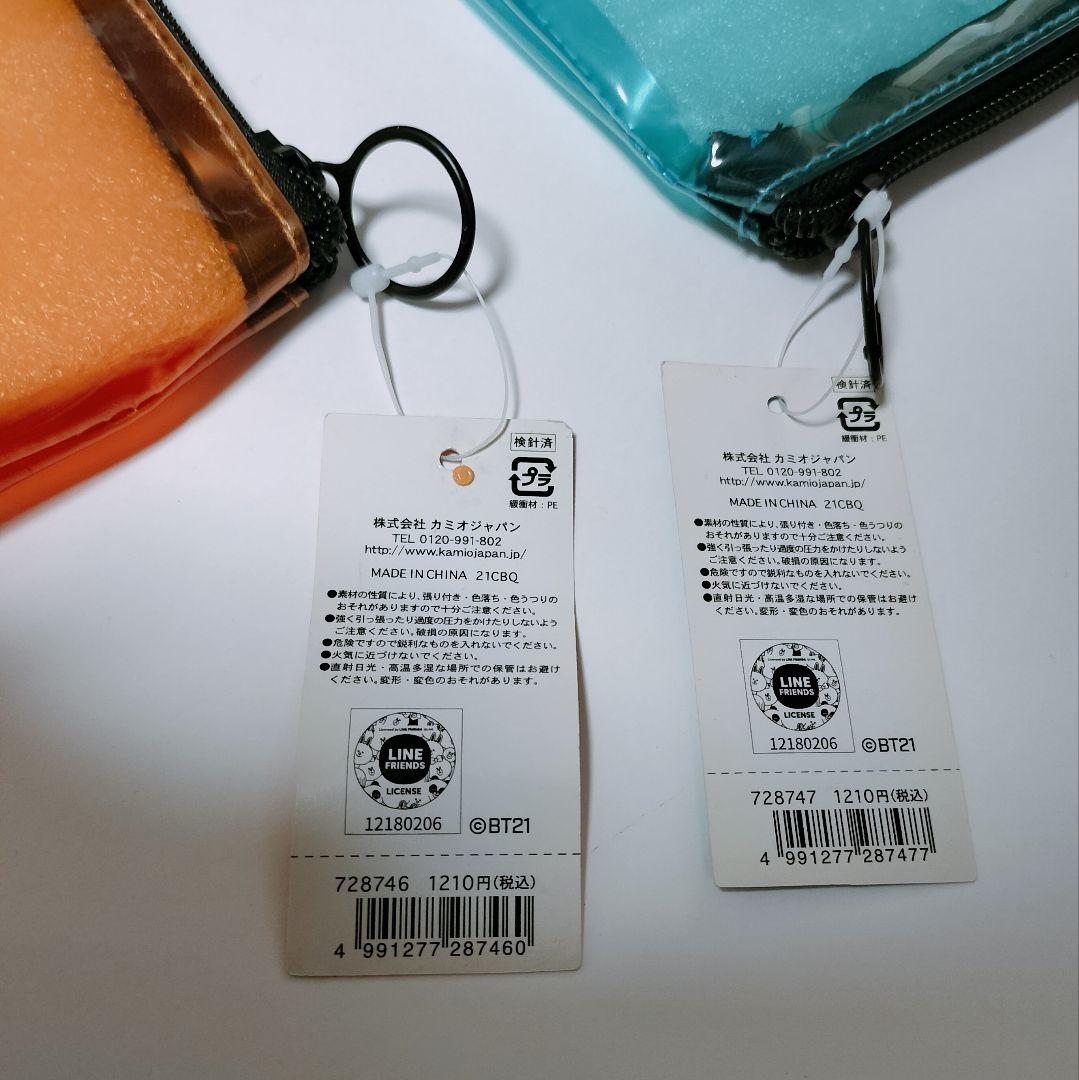 検針済
プラ
緩衝材：PE
株式会社 カミオジャパン
TEL 0120-991-802
http://www.kamiojapan.jp/
MADE IN CHINA 21CBQ
●素材の性質により、張り付き・色落ち・色うつりの
おそれがありますので十分ご注意ください。
●強く引っ張ったり過度の圧力をかけたりしないよう
ご注意ください。破損の原因になります。
●危険ですので鋭利なものを入れないでください。
●火気に近づけないでください。
●直射日光・高温多湿な場所での保管はお避け
ください。変形・変色のおそれがあります。
LINE
FRIENDS
LICENSE
12180206 ©BT21
728746 1210円(税込)
4 991277 287460
検針済
プラ
緩衝材：PE
株式会社 カミオジャパン
TEL 0120-991-802
http://www.kamiojapan.jp/
MADE IN CHINA 21CBQ
●素材の性質により、張り付き・色落ち・色うつりの
おそれがありますので十分ご注意ください。
●強く引っ張ったり過度の圧力をかけたりしないよう
ご注意ください。破損の原因になります。
●危険ですので鋭利なものを入れないでください。
●火気に近づけないでください。
●直射日光・高温多湿な場所での保管はお避け
ください。変形・変色のおそれがあります。
LINE
FRIENDS
LICENSE
12180206 ©BT21
728747 1210円(税込)
4 991277 287477